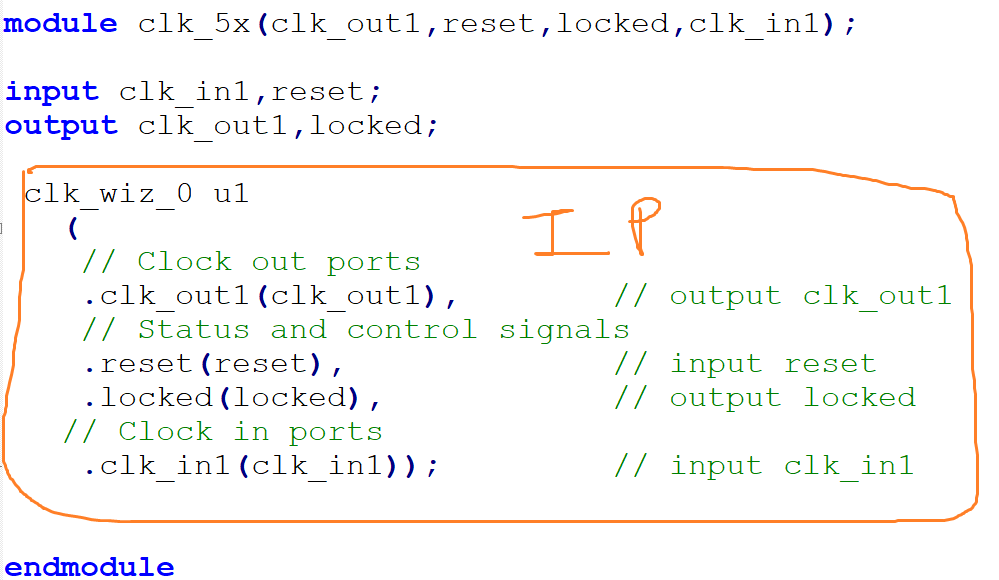 module clk_5x(clk_out1,reset,locked,clk_in1);
input clk_in1,reset;
output clk_out1,locked;
clk_wiz_0 u1
(
IP
// Clock out ports
.clk_out1(clk_out1), // output clk_out1
// Status and control signals
.reset(reset), // input reset
.locked(locked), // output locked
// Clock in ports
.clk_in1(clk_in1)); // input clk_in1
endmodule